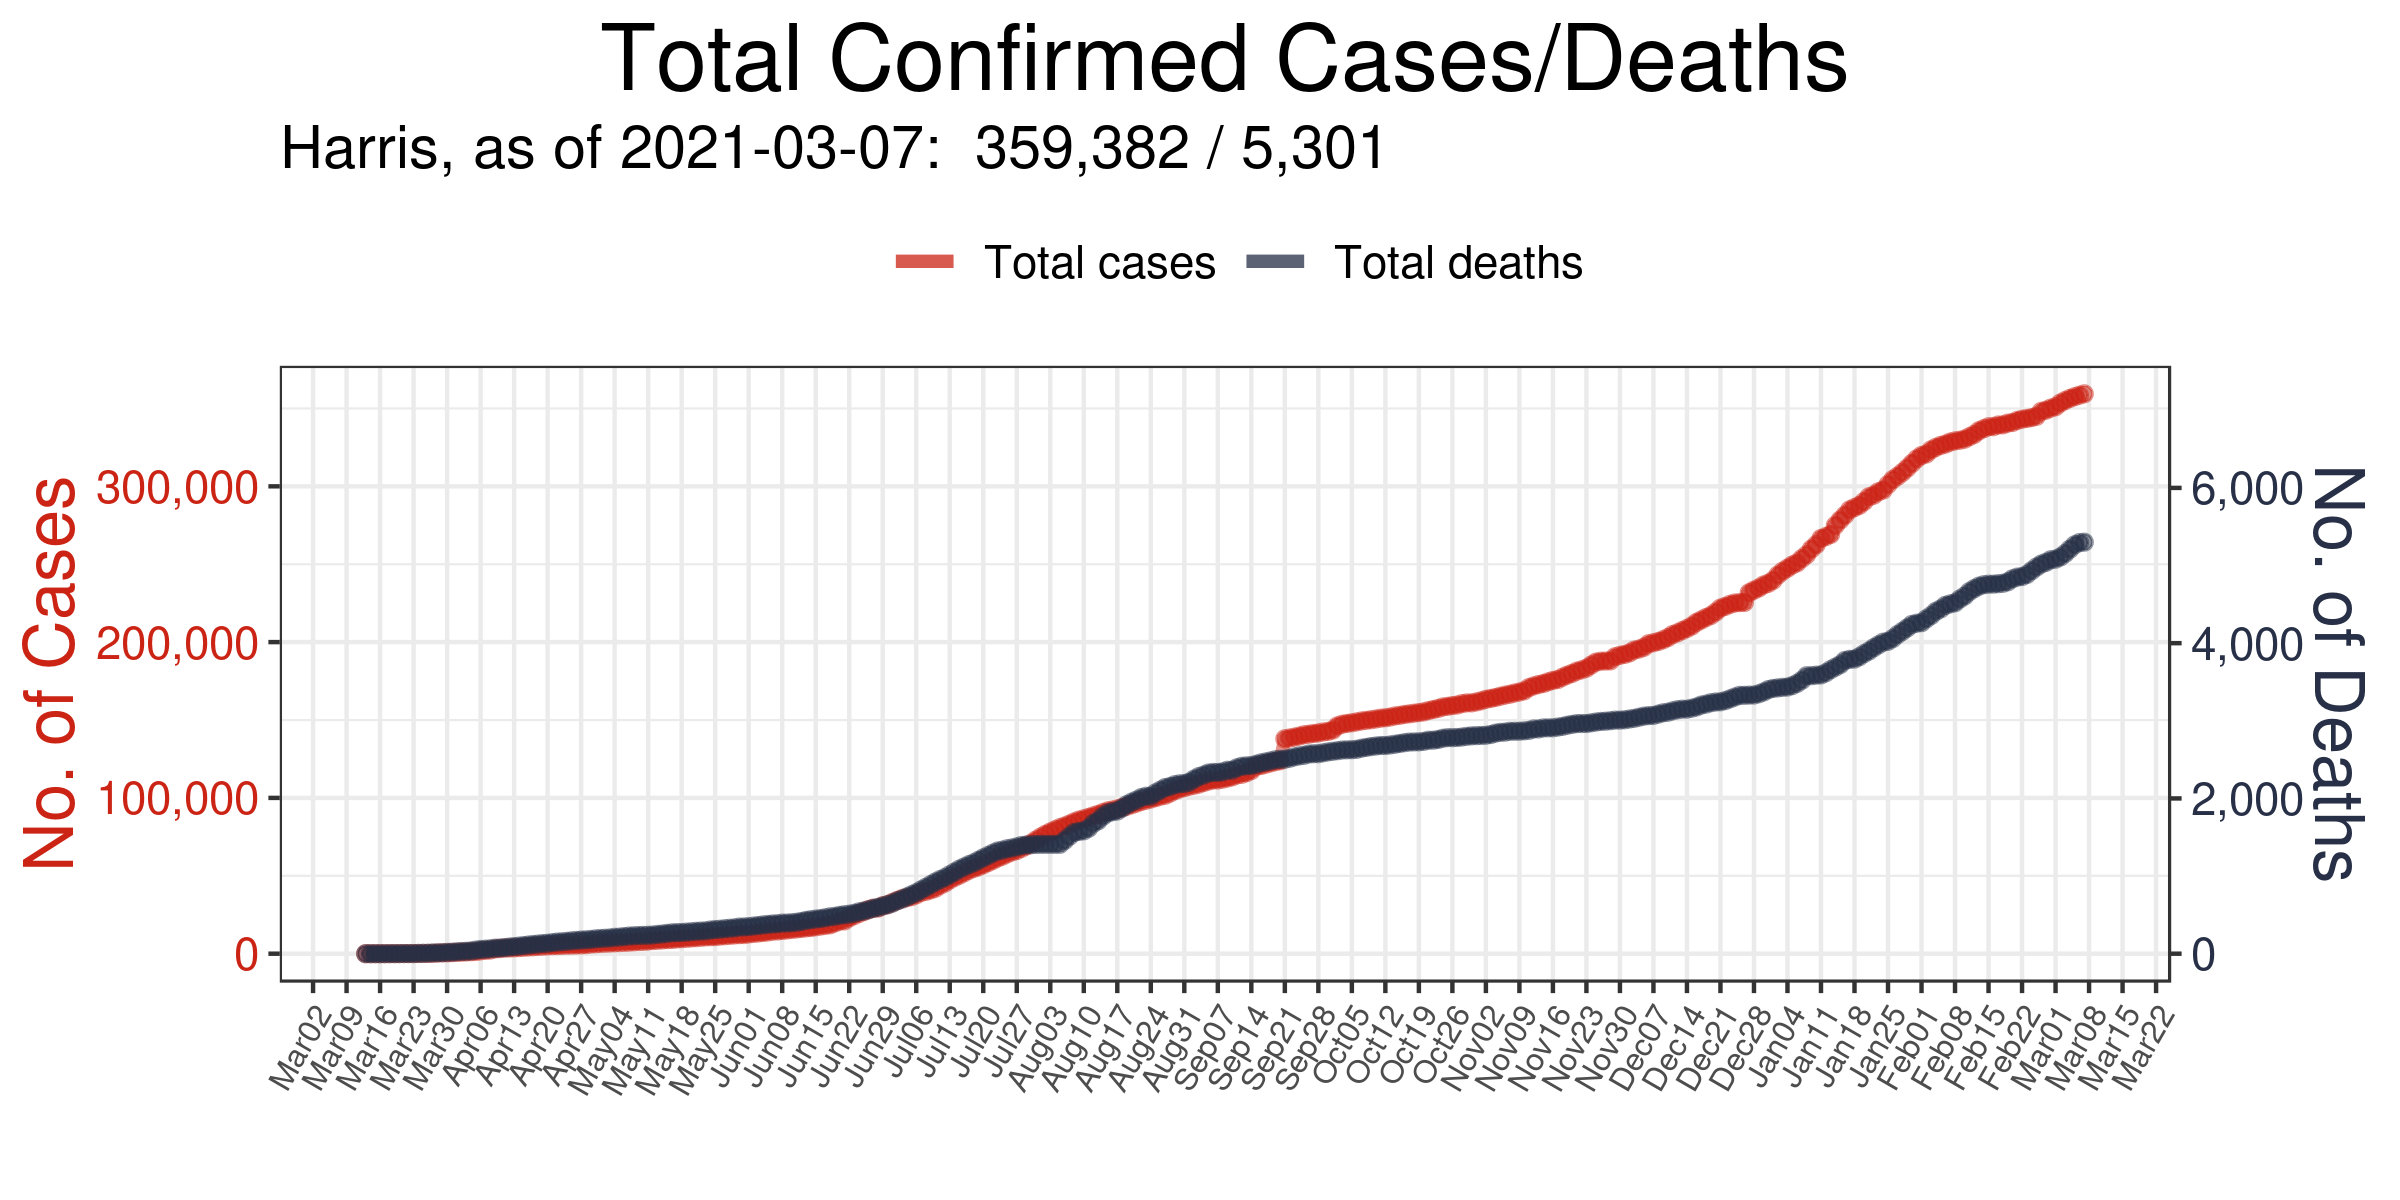 Total Confirmed Cases/Deaths
Harris, as of 2021-03-07:  359,382 / 5,301
Total cases
Total deaths
No. of Cases
300,000
200,000
100,000
0
6,000
4,000
2,000
0
No. of Deaths
Mar02
Mar09
Mar16
Mar23
Mar30
Apr06
Apr13
Apr20
Apr27
May04
May11
May18
May25
Jun01
Jun08
Jun15
Jun22
Jun29
Jul06
Jul13
Jul20
Jul27
Aug03
Aug10
Aug17
Aug24
Aug31
Sep07
Sep14
Sep21
Sep28
Oct05
Oct12
Oct19
Oct26
Nov02
Nov09
Nov16
Nov23
Nov30
Dec07
Dec14
Dec21
Dec28
Jan04
Jan11
Jan18
Jan25
Feb01
Feb08
Feb15
Feb22
Mar01
Mar08
Mar15
Mar22